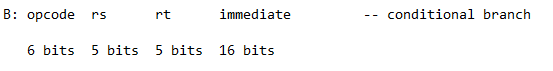 B: opcode rs rt immediate -- conditional branch
6 bits 5 bits 5 bits 16 bits